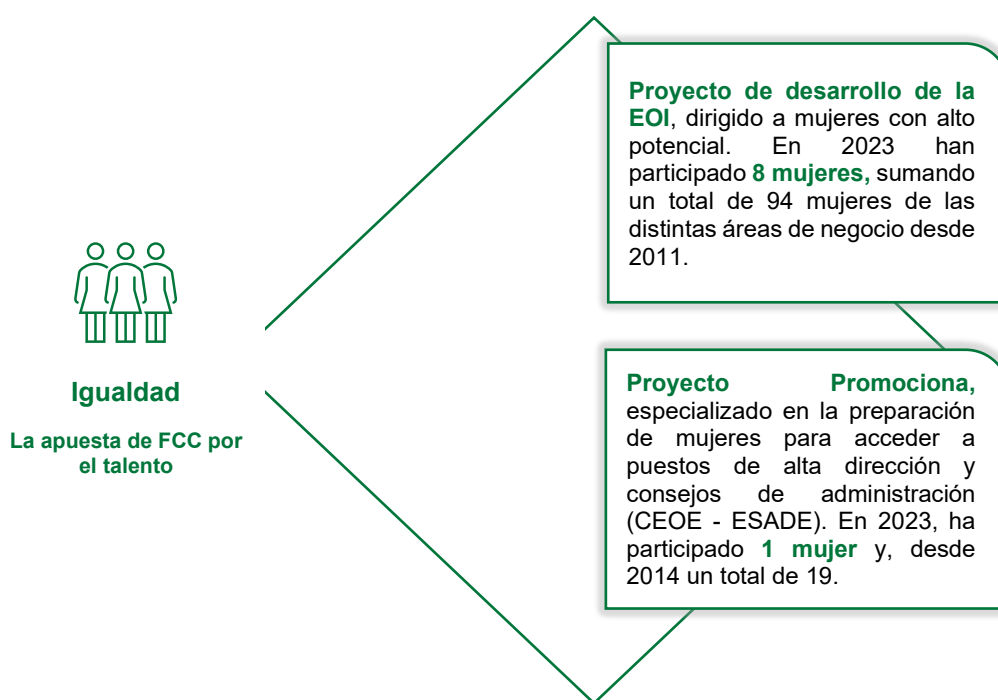 Igualdad
La apuesta de FCC por
el talento
Proyecto de desarrollo de la
EOI, dirigido a mujeres con alto
potencial. En 2023 han
participado 8 mujeres, sumando
un total de 94 mujeres de las
distintas áreas de negocio desde
2011.
Proyecto Promociona,
especializado en la preparación
de mujeres para acceder a
puestos de alta dirección y
consejos de administración
(CEOE - ESADE). En 2023, ha
participado 1 mujer y, desde
2014 un total de 19.